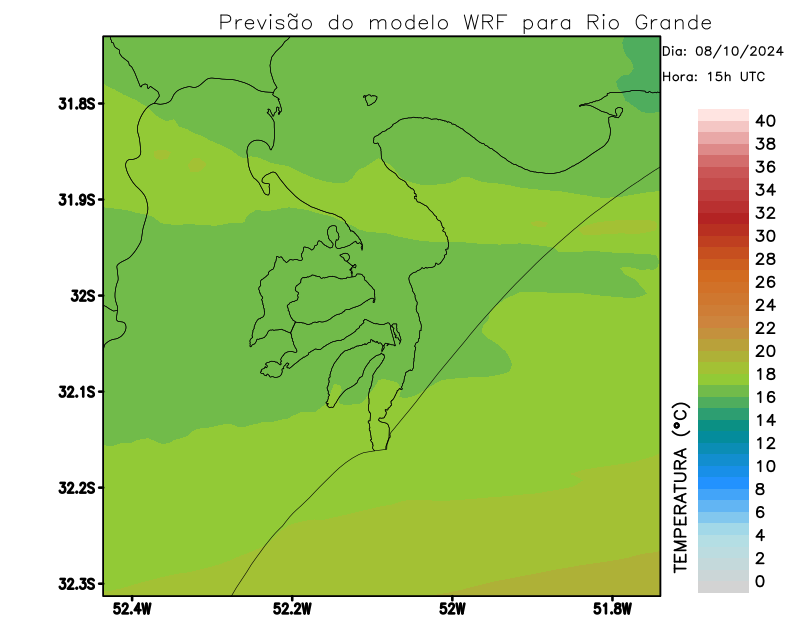 Previsão do modelo WRF para Rio Grande
Dia: 08/10/2024
Hora: 15h UTC
31.8S
31.9S
32S
32.1S
32.2S
32.3S
52.4W
52.2W
52W
51.8W
TEMPERATURA (°C)
40
38
36
34
32
30
28
26
24
22
20
18
16
14
12
10
8
6
4
2
0